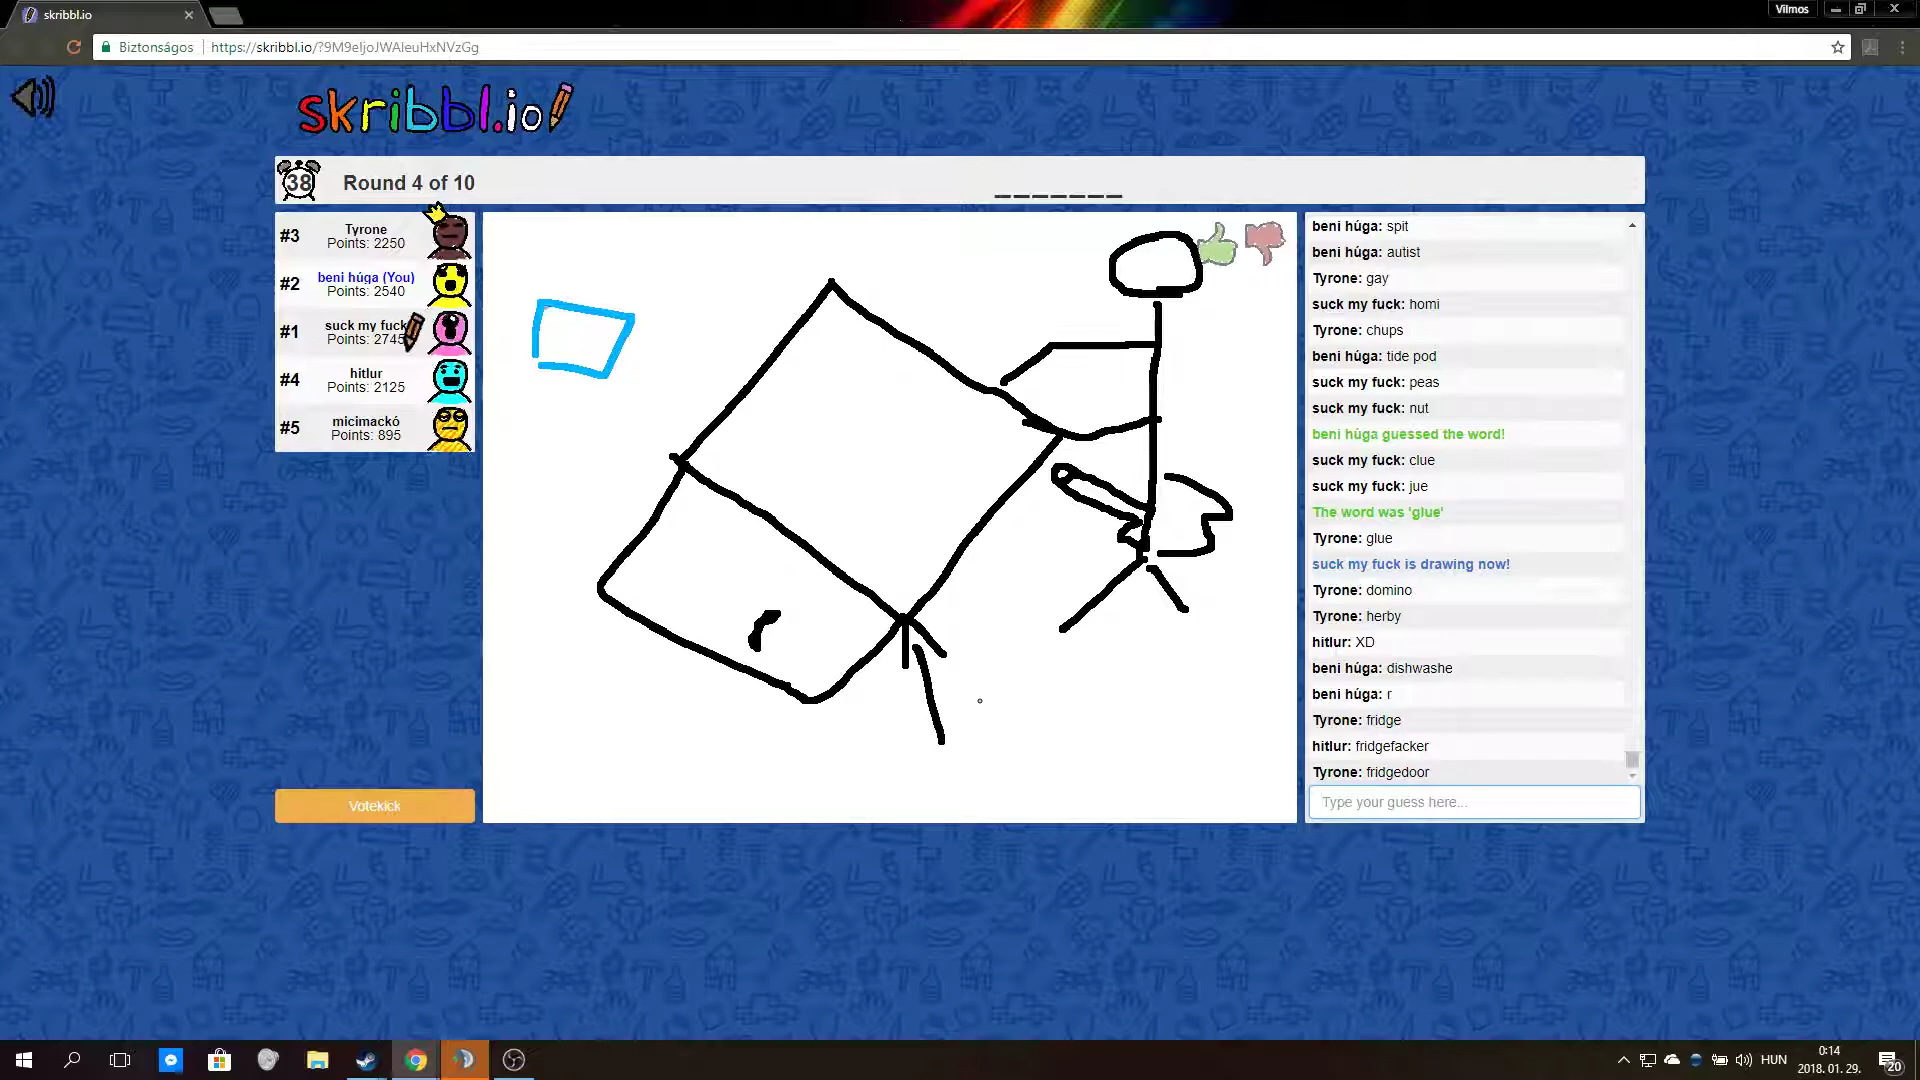 skribbl.io
Vilmos
Biztonságos
https://skribbl.io/?9M9eIjoJWAleuHxNVzGg
skribbl.io
38
Round 4 of 10
_______
#3
Tyrone
Points: 2250
#2
beni húga (You)
Points: 2540
#1
suck my fuck
Points: 2745
#4
hitlur
Points: 2125
#5
micimackó
Points: 895
Votekick
beni húga: spit
beni húga: autist
Tyrone: gay
suck my fuck: homi
Tyrone: chups
beni húga: tide pod
suck my fuck: peas
suck my fuck: nut
beni húga guessed the word!
suck my fuck: clue
suck my fuck: jue
The word was 'glue'
Tyrone: glue
suck my fuck is drawing now!
Tyrone: domino
Tyrone: herby
hitlur: XD
beni húga: dishwashe
beni húga: r
Tyrone: fridge
hitlur: fridgefacker
Tyrone: fridgedoor
Type your guess here...
HUN
0:14
2018. 01. 29.
20